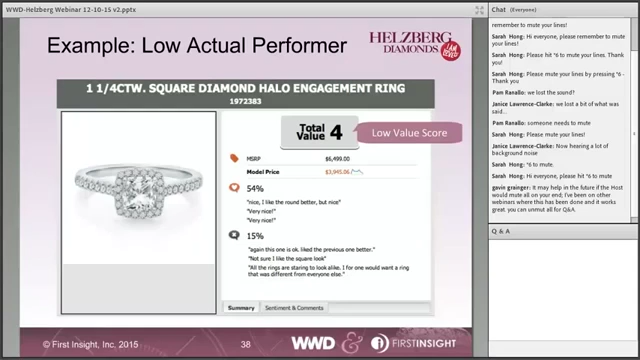 WWD-Helzberg Webinar 12-10-15 v2.pptx
Example: Low Actual Performer
HELZBERG
DIAMONDS
I AM
LOVED
1 1/4CTW. SQUARE DIAMOND HALO ENGAGEMENT RING
1972383
Total
Value 4
Low Value Score
MSRP $6,499.00
Model Price $3,945.06
54%
"nice, I like the round better, but nice"
"Very nice!"
"Very nice!"
15%
"again this one is ok. liked the previous one better."
"Not sure I like the square look"
"All the rings are staring to look alike. I for one would want a ring
that was different from everyone else."
Summary Sentiment & Comments
© First Insight, Inc, 2015
38
WWD & FIRSTINSIGHT
Chat (Everyone)
remember to mute your lines!
Sarah Hong: Hi everyone, please remember to mute
your lines!
Sarah Hong: Please hit *6 to mute your lines. Thank
you!
Sarah Hong: Please mute your lines by pressing *6 -
Thank you
Pam Ranallo: we lost the sound?
Janice Lawrence-Clarke: we lost a bit of what was
said...
Pam Ranallo: someone needs to mute
Sarah Hong: Please mute your lines!
Janice Lawrence-Clarke: Now hearing a lot of
background noise
Sarah Hong: *6 to mute.
Sarah Hong: Hi everyone, please hit *6 to mute
gavin grainger: It may help in the future if the Host
would mute all on your end, I've been on other webinars
where this has been done and it works
great, you can unmute all for Q&A.
Q & A